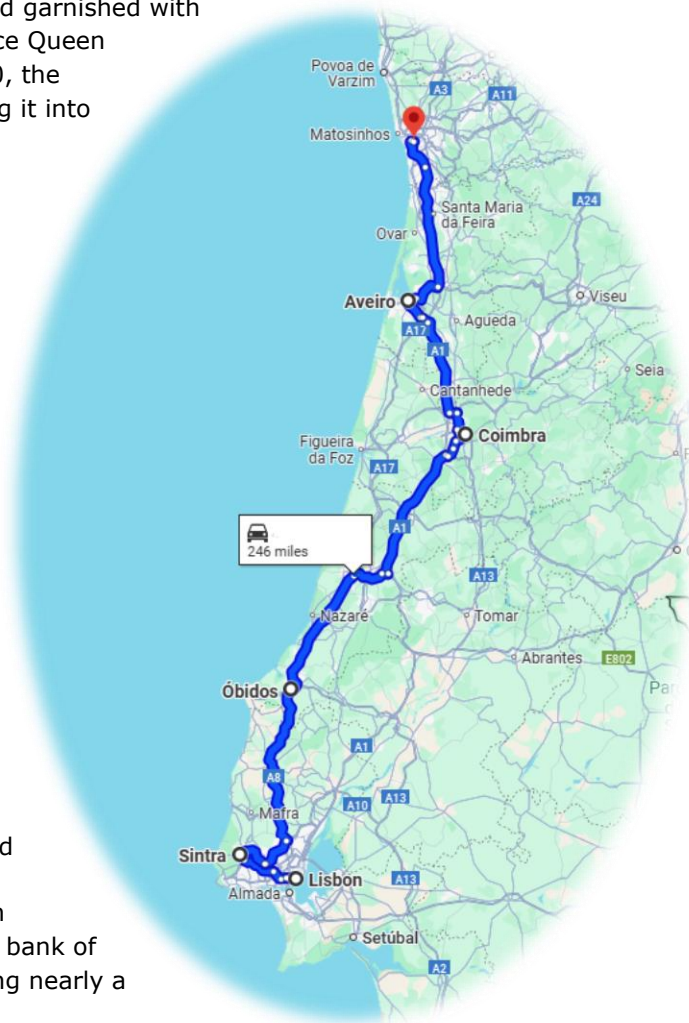 d garnished with
ce Queen
0, the
g it into
Povoa de
Varzim
A3
A11
Matosinhos
A24
Santa Maria
da Feira
Ovar
Aveiro
Viseu
A17
Agueda
A1
Seia
Cantanhede
Coimbra
Figueira
da Foz
A17
A1
246 miles
A13
Nazaré
Tomar
Abrantes
E802
Óbidos
A1
A8
A10
A13
Mafra
d
Sintra
Lisbon
A13
Almada
n
bank of
Setúbal
A2
ng nearly a